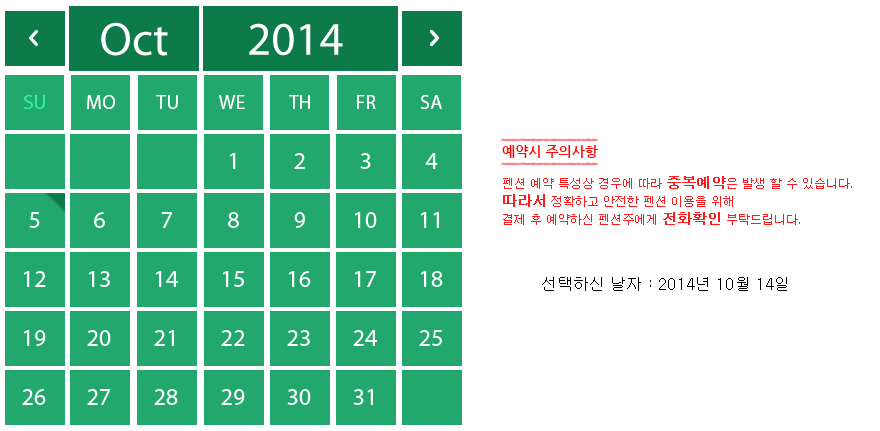 ‹ Oct 2014 ›
SU MO TU WE TH FR SA
1 2 3 4
5 6 7 8 9 10 11
12 13 14 15 16 17 18
19 20 21 22 23 24 25
26 27 28 29 30 31
예약시 주의사항
펜션 예약 특성상 경우에 따라 중복예약은 발생 할 수 있습니다.
따라서 정확하고 안전한 펜션 이용을 위해
결제 후 예약하신 펜션주에게 전화확인 부탁드립니다.
선택하신 날자 : 2014년 10월 14일